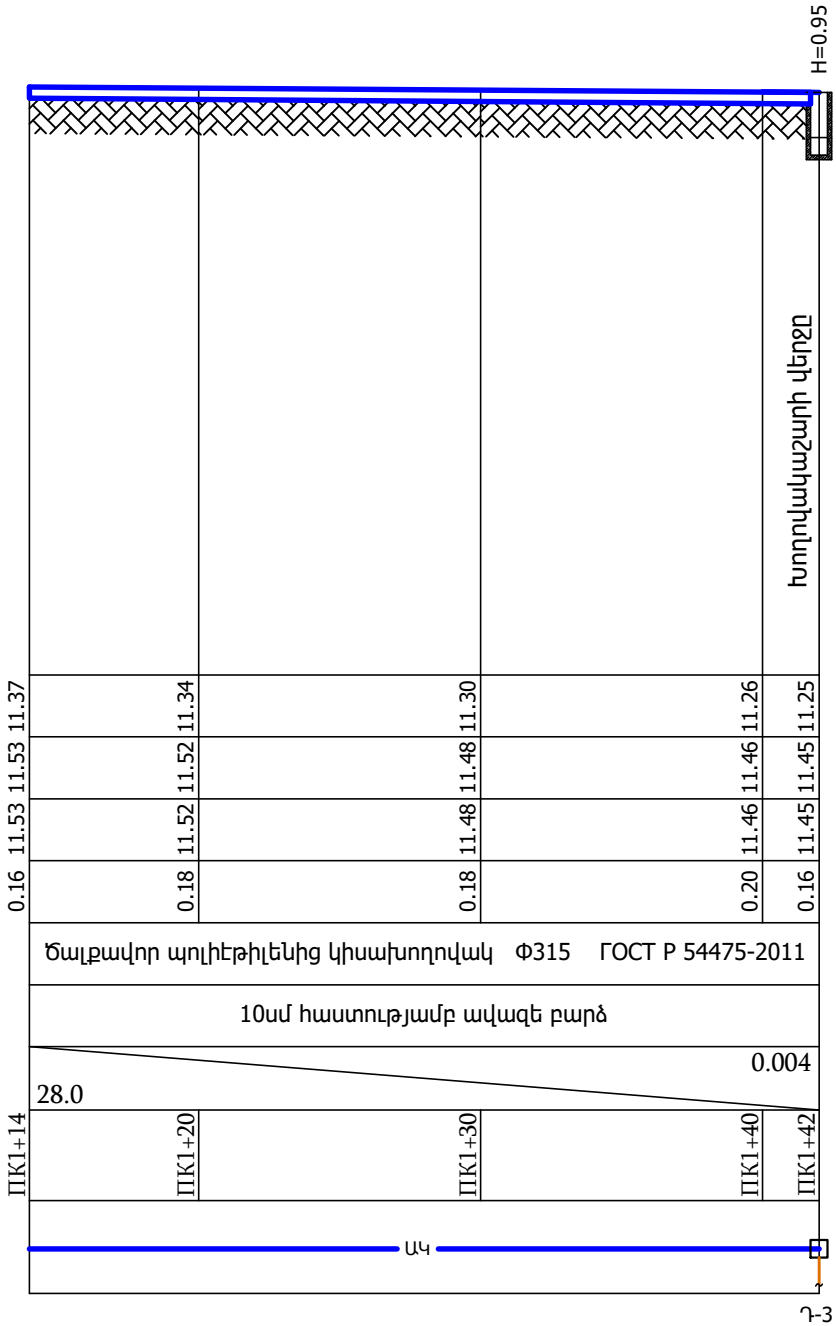 H=0.95
Խողովակաշարի վերջը
11.37
11.34
11.30
11.26
11.25
11.53
11.52
11.48
11.46
11.45
11.53
11.52
11.48
11.46
11.45
0.16
0.18
0.18
0.20
0.16
Ծալքավոր պոլիէթիլենից կիսախողովակ Փ315 ГОСТ Р 54475-2011
10սմ հաստությամբ ավազե բարձ
28.0
0.004
ПК1+14
ПК1+20
ПК1+30
ПК1+40
ПК1+42
ԱԿ
Դ-3